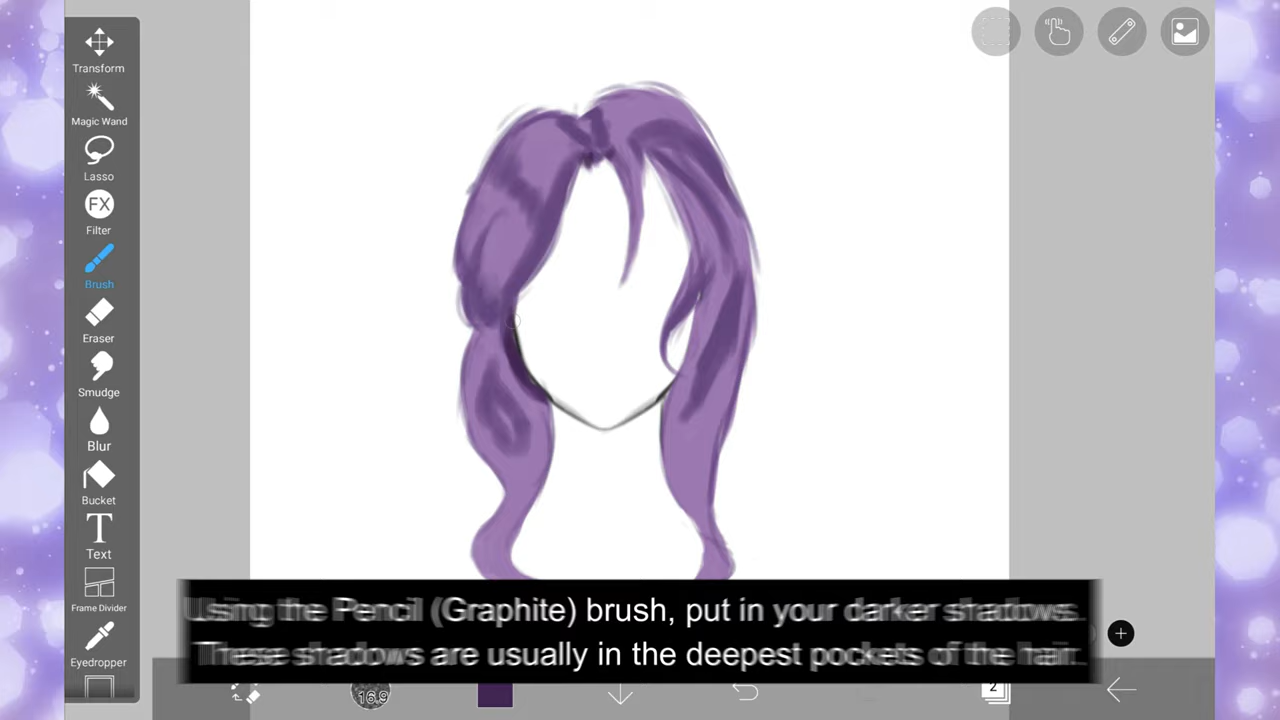 Transform
Magic Wand
Lasso
FX
Filter
Brush
Eraser
Smudge
Blur
Bucket
T
Text
Frame Divider
Eyedropper
Using the Pencil (Graphite) brush, put in your darker shadows.
These shadows are usually in the deepest pockets of the hair.
16.9
2